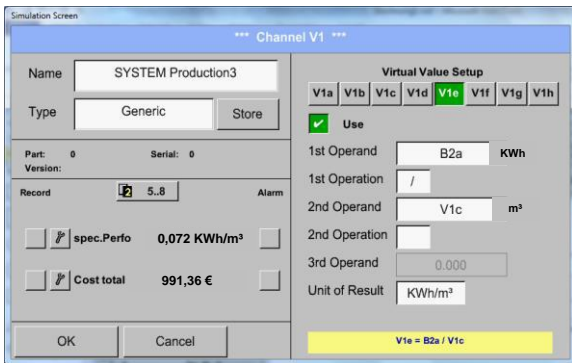 Simulation Screen
*** Channel V1 ***
Name SYSTEM Production3
Type Generic Store
Part: 0 Serial: 0
Version:
Record 2 5..8 Alarm
spec.Perfo 0,072 KWh/m³
Cost total 991,36 €
OK Cancel
Virtual Value Setup
V1a V1b V1c V1d V1e V1f V1g V1h
Use
1st Operand B2a KWh
1st Operation /
2nd Operand V1c m³
2nd Operation
3rd Operand 0.000
Unit of Result KWh/m³
V1e = B2a / V1c